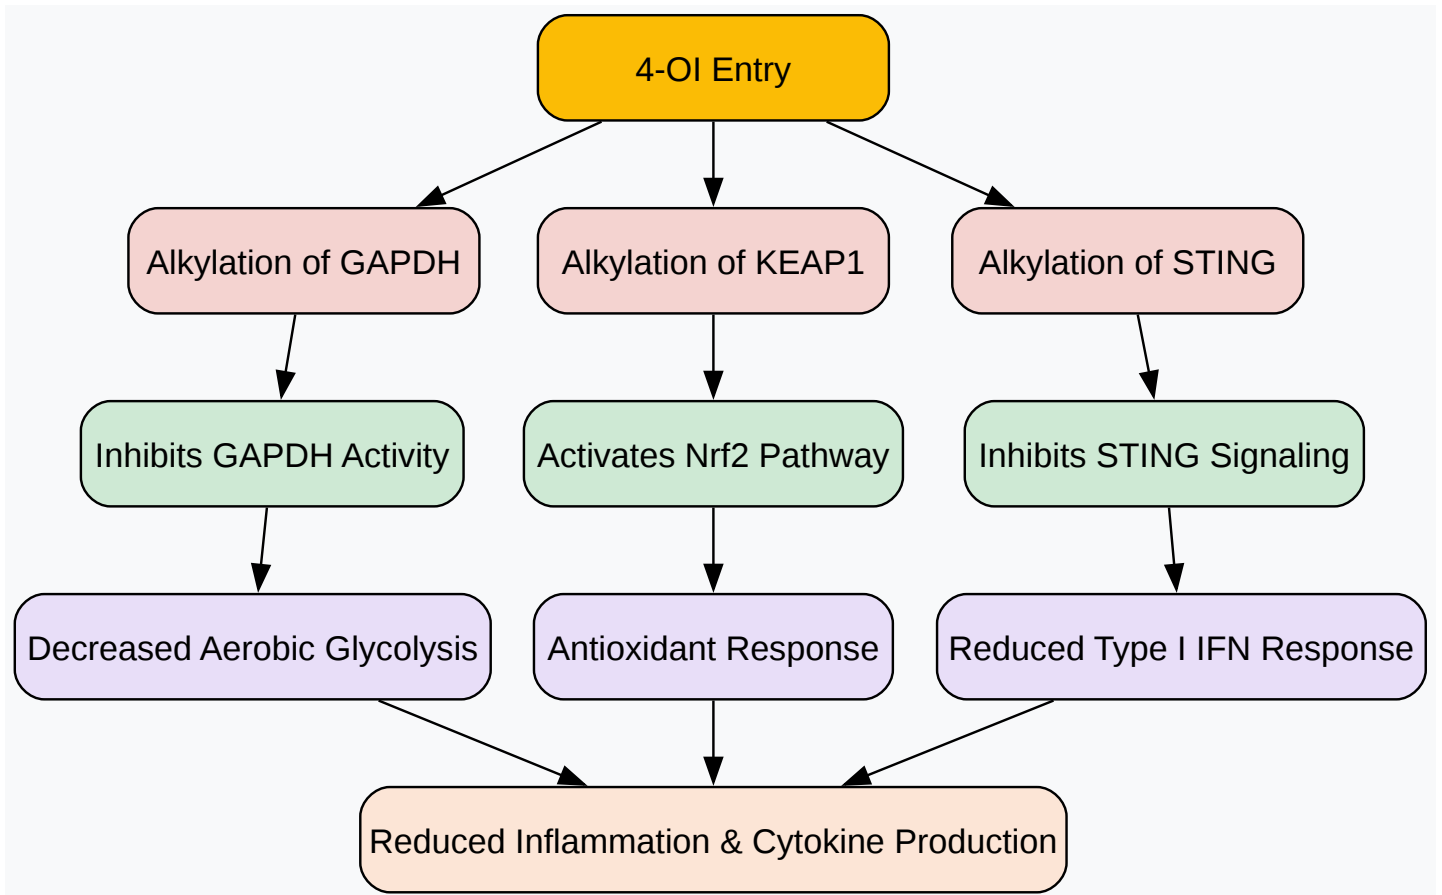 4-OI Entry
Alkylation of GAPDH
Alkylation of KEAP1
Alkylation of STING
Inhibits GAPDH Activity
Activates Nrf2 Pathway
Inhibits STING Signaling
Decreased Aerobic Glycolysis
Antioxidant Response
Reduced Type I IFN Response
Reduced Inflammation & Cytokine Production